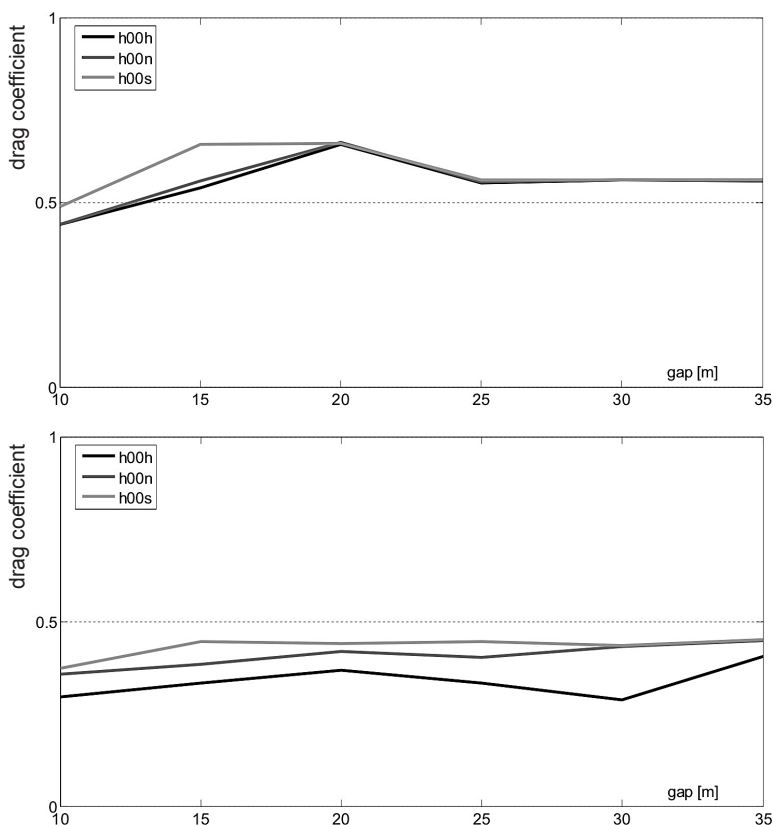 1
h00h
h00n
h00s
drag coefficient
0.5
gap [m]
0
10 15 20 25 30 35
1
h00h
h00n
h00s
drag coefficient
0.5
gap [m]
0
10 15 20 25 30 35